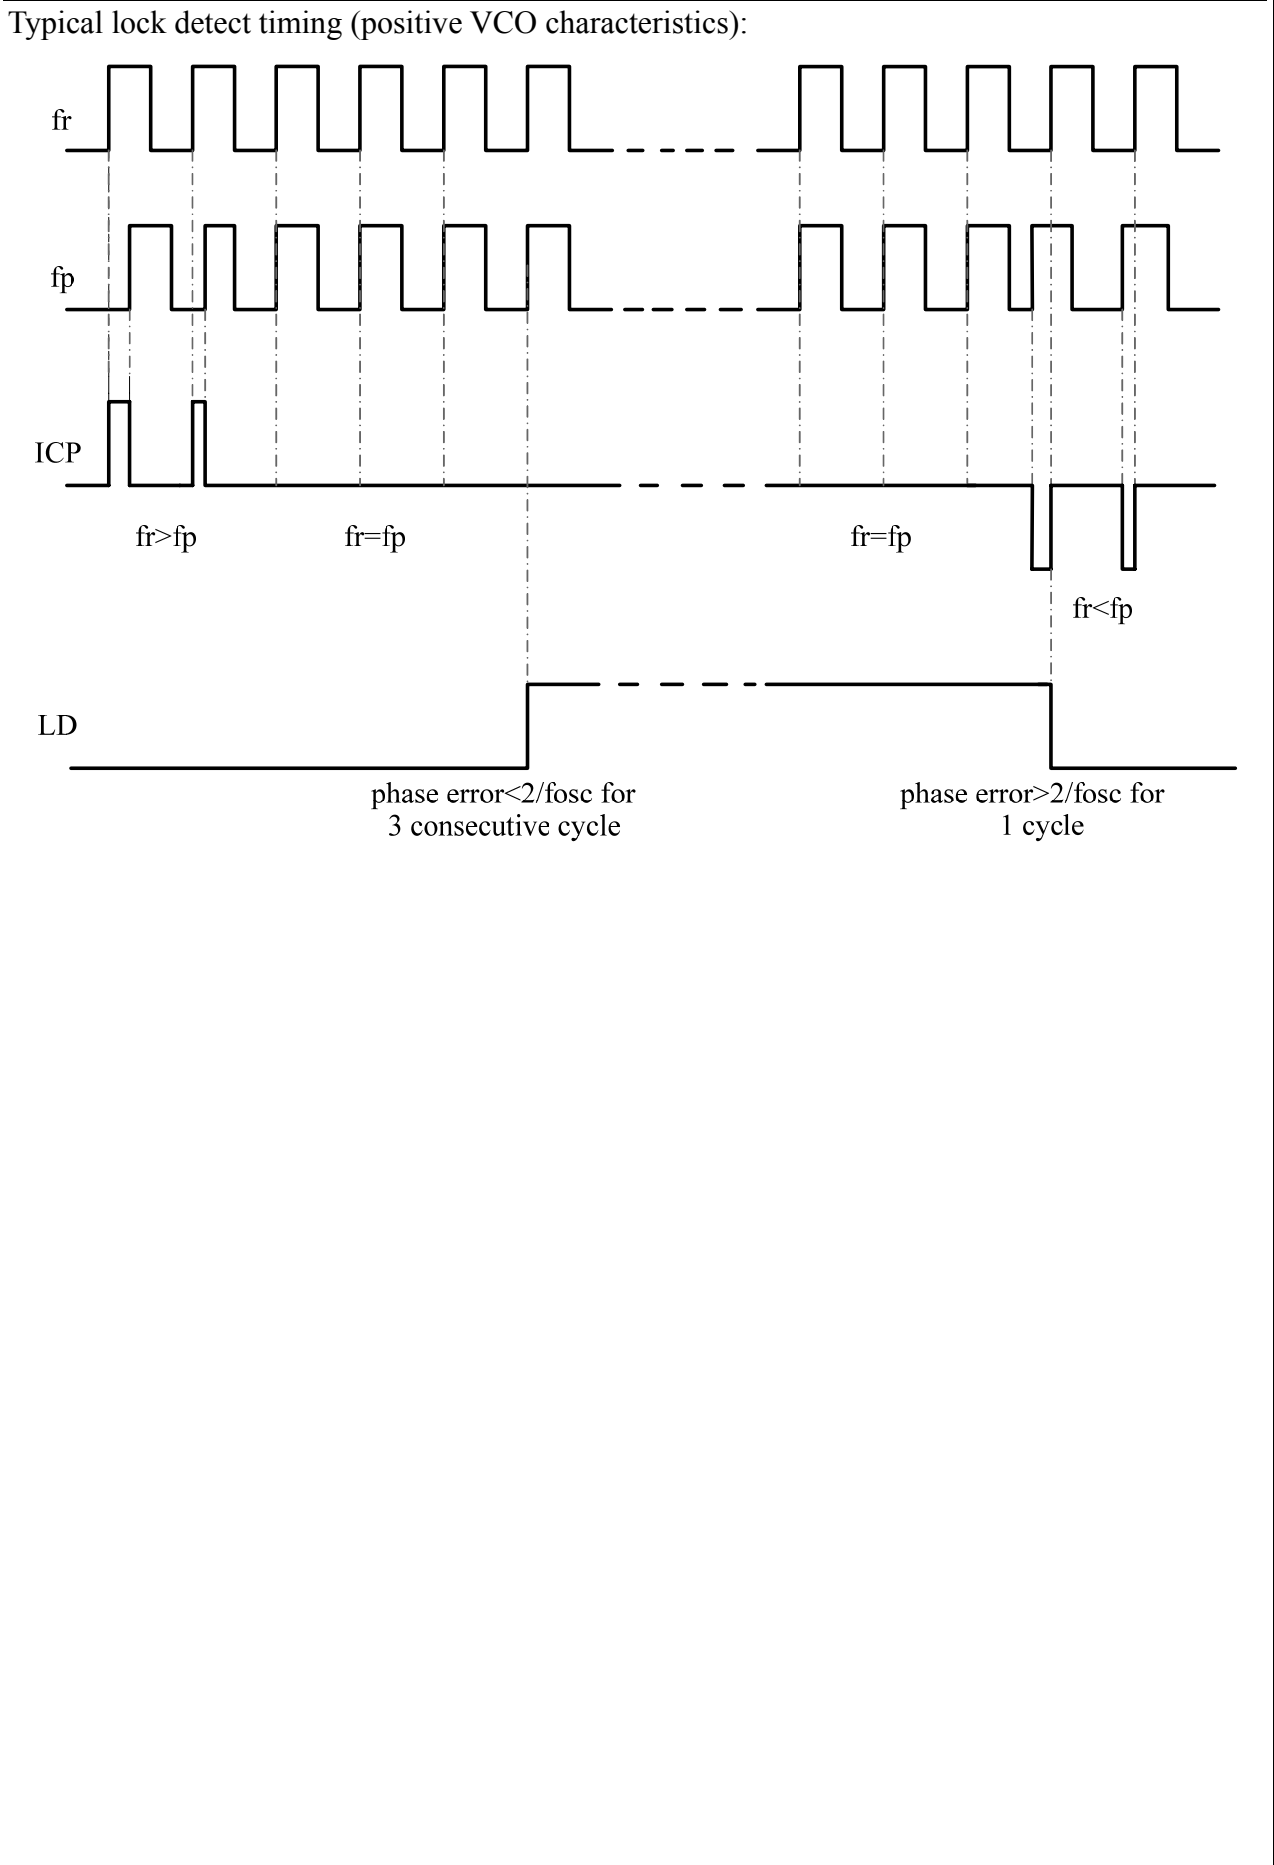 Typical lock detect timing (positive VCO characteristics):
fr
fp
ICP
fr>fp
fr=fp
fr=fp
fr<fp
LD
phase error<2/fosc for
3 consecutive cycle
phase error>2/fosc for
1 cycle